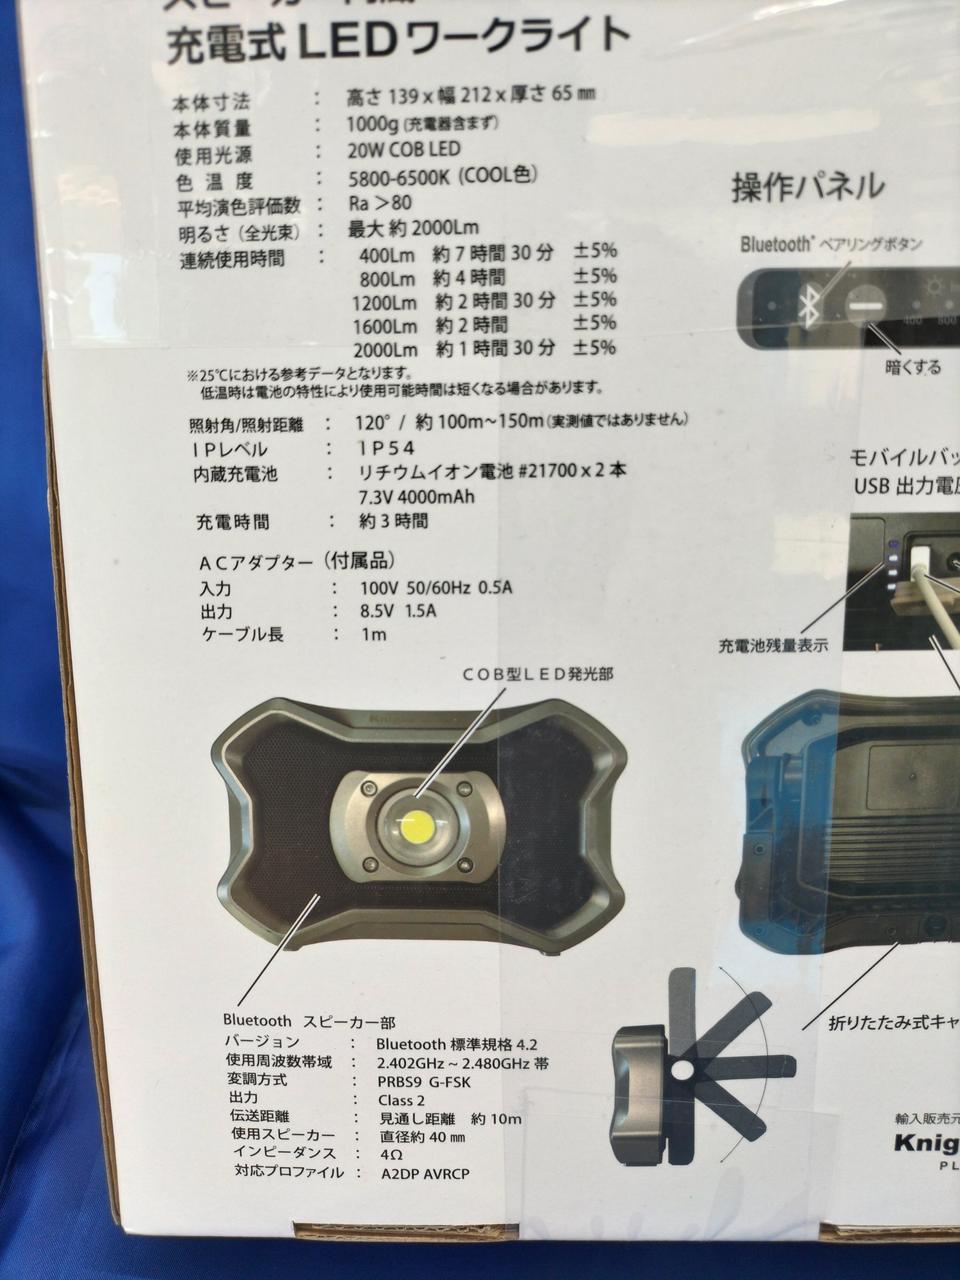 充電式 LEDワークライト
本体寸法 : 高さ 139 x 幅 212 x 厚さ 65 ㎜
本体質量 : 1000g (充電器含まず)
使用光源 : 20W COB LED
色温度 : 5800-6500K (COOL色)
平均演色評価数 : Ra >80
明るさ (全光束) : 最大 約 2000Lm
連続使用時間 : 400Lm 約 7 時間 30 分 ±5%
800Lm 約 4 時間 ±5%
1200Lm 約 2 時間 30 分 ±5%
1600Lm 約 2 時間 ±5%
2000Lm 約 1 時間 30 分 ±5%
※25℃における参考データとなります。
低温時は電池の特性により使用可能時間は短くなる場合があります。
照射角/照射距離 : 120° / 約 100m~150m (実測値ではありません)
IPレベル : IP54
内蔵充電池 : リチウムイオン電池 #21700 x 2 本
7.3V 4000mAh
充電時間 : 約 3 時間
ACアダプター (付属品)
入力 : 100V 50/60Hz 0.5A
出力 : 8.5V 1.5A
ケーブル長 : 1m
操作パネル
Bluetooth® ペアリングボタン
400 800
暗くする
モバイルバッ
USB 出力電圧
充電池残量表示
COB型LED発光部
折りたたみ式キャ
Bluetooth スピーカー部
バージョン : Bluetooth 標準規格 4.2
使用周波数帯域 : 2.402GHz ~ 2.480GHz 帯
変調方式 : PRBS9 G-FSK
出力 : Class 2
伝送距離 : 見通し距離 約 10m
使用スピーカー : 直径約 40 ㎜
インピーダンス : 4Ω
対応プロファイル : A2DP AVRCP
輸入販売元
Knig
PL